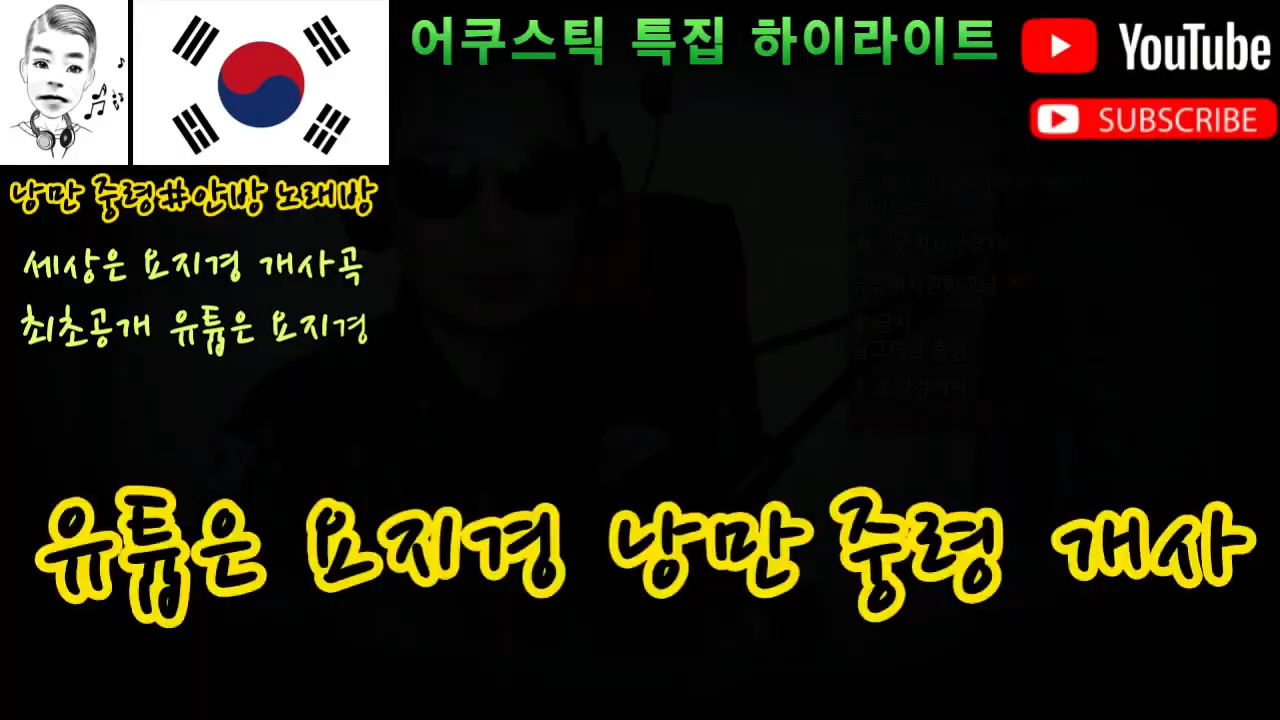 어쿠스틱 특집 하이라이트
YouTube
SUBSCRIBE
낭만 중령#안방 노래방
세상은 요지경 개사곡
최초공개 유튭은 요지경
유튭은 요지경 낭만 중령 개사